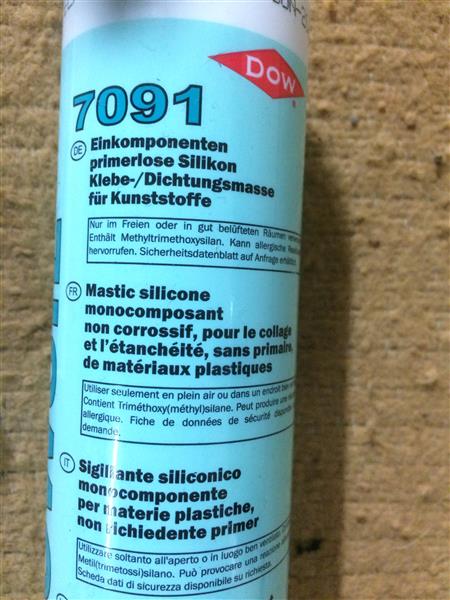 Dow
7091
DE Einkomponenten
primerlose Silikon
Klebe-/Dichtungsmasse
für Kunststoffe
Nur im Freien oder in gut belüfteten Räumen
Enthält Methyltrimethoxysilan. Kann allergische
hervorrufen. Sicherheitsdatenblatt auf Anfrage erhältlich.
FR Mastic silicone
monocomposant
non corrossif, pour le collage
et l'étanchéité, sans primaire,
de matériaux plastiques
Utiliser seulement en plein air ou dans un endroit bien
Contient Triméthoxy(méthyl)silane. Peut produire une
allergique. Fiche de données de sécurité disponible
demande.
IT Sigillante siliconico
monocomponente
per materie plastiche,
non richiedente primer
Utilizzare soltanto all'aperto o in luogo ben
Metil(trimetossi)silano. Può provocare una reazione
Scheda dati di sicurezza disponibile su richiesta.